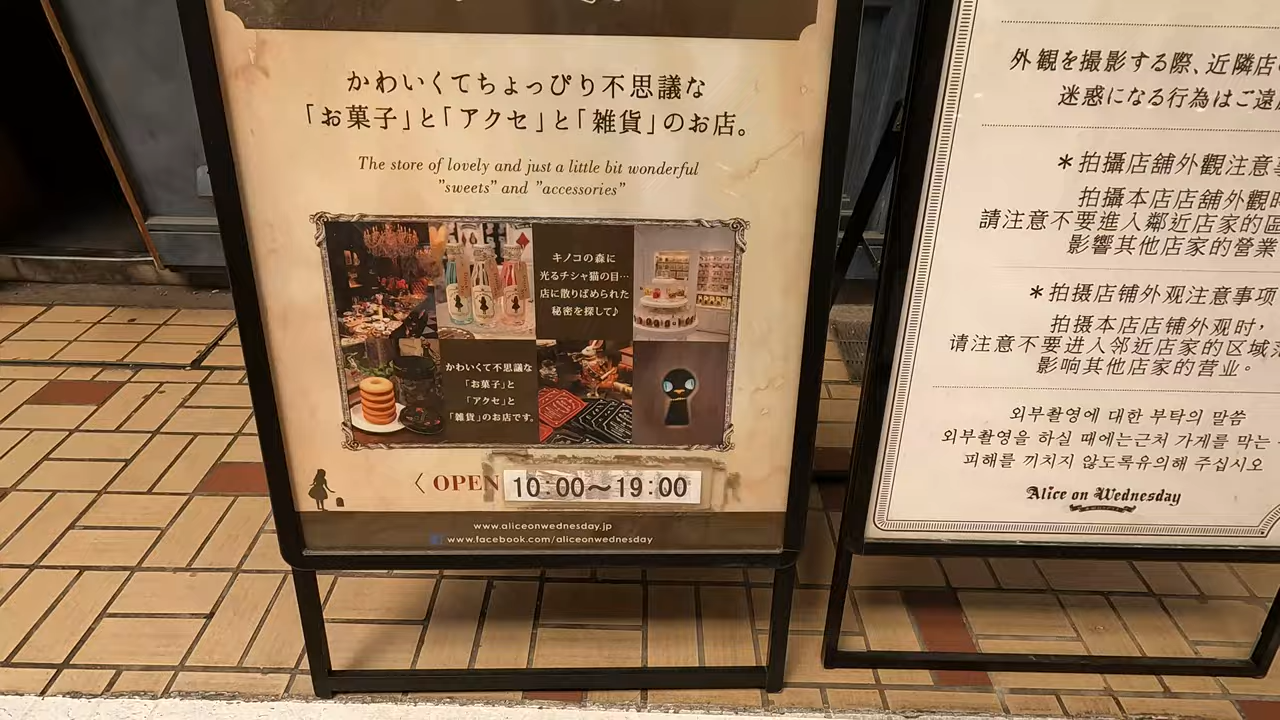 かわいくてちょっぴり不思議な
「お菓子」と「アクセ」と「雑貨」のお店。
The store of lovely and just a little bit wonderful
"sweets" and "accessories"
キノコの森に
光るチシャ猫の目…
店に散りばめられた
秘密を探して♪
かわいくて不思議な
「お菓子」と
「アクセ」と
「雑貨」のお店です。
〈 OPEN 10:00～19:00
www.aliceonwednesday.jp
www.facebook.com/aliceonwednesday
外観を撮影する際、近隣店
迷惑になる行為はご遠
＊拍攝店舖外觀注意事
拍攝本店店舖外觀時
請注意不要進入鄰近店家的區
影響其他店家的營業
＊拍摄店铺外观注意事项
拍摄本店店铺外观时，
请注意不要进入邻近店家的区域
影响其他店家的营业。
외부촬영에 대한 부탁의 말씀
외부촬영을 하실 때에는근처 가게를 막는
피해를 끼치지 않도록유의해 주십시오
Alice on Wednesday